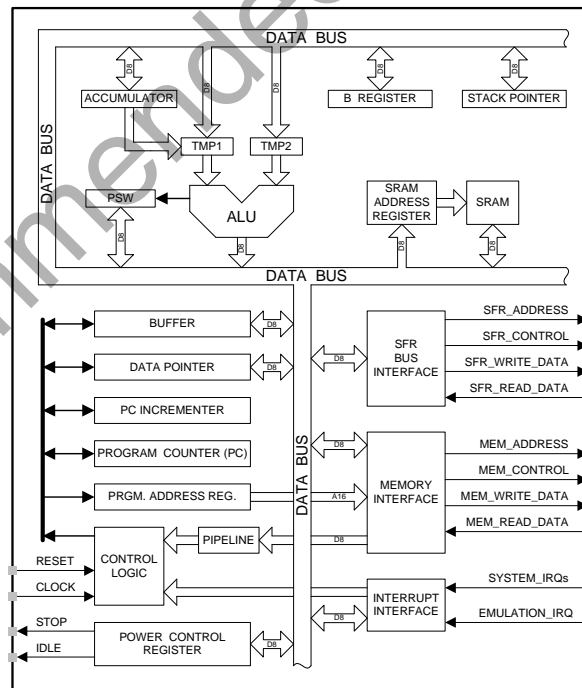 DATA BUS
D8
D8
D8
D8
D8
ACCUMULATOR
B REGISTER
STACK POINTER
DATA BUS
TMP1
TMP2
PSW
ALU
SRAM
ADDRESS
REGISTER
SRAM
D8
D8
D8
D8
DATA BUS
BUFFER
D8
DATA POINTER
D8
PC INCREMENTER
PROGRAM COUNTER (PC)
PRGM. ADDRESS REG.
A16
DATA BUS
SFR
BUS
INTERFACE
D8
SFR_ADDRESS
SFR_CONTROL
SFR_WRITE_DATA
SFR_READ_DATA
D8
MEMORY
INTERFACE
MEM_ADDRESS
MEM_CONTROL
MEM_WRITE_DATA
MEM_READ_DATA
CONTROL
LOGIC
PIPELINE
D8
RESET
CLOCK
INTERRUPT
INTERFACE
SYSTEM_IRQs
EMULATION_IRQ
D8
STOP
IDLE
POWER CONTROL
REGISTER
D8